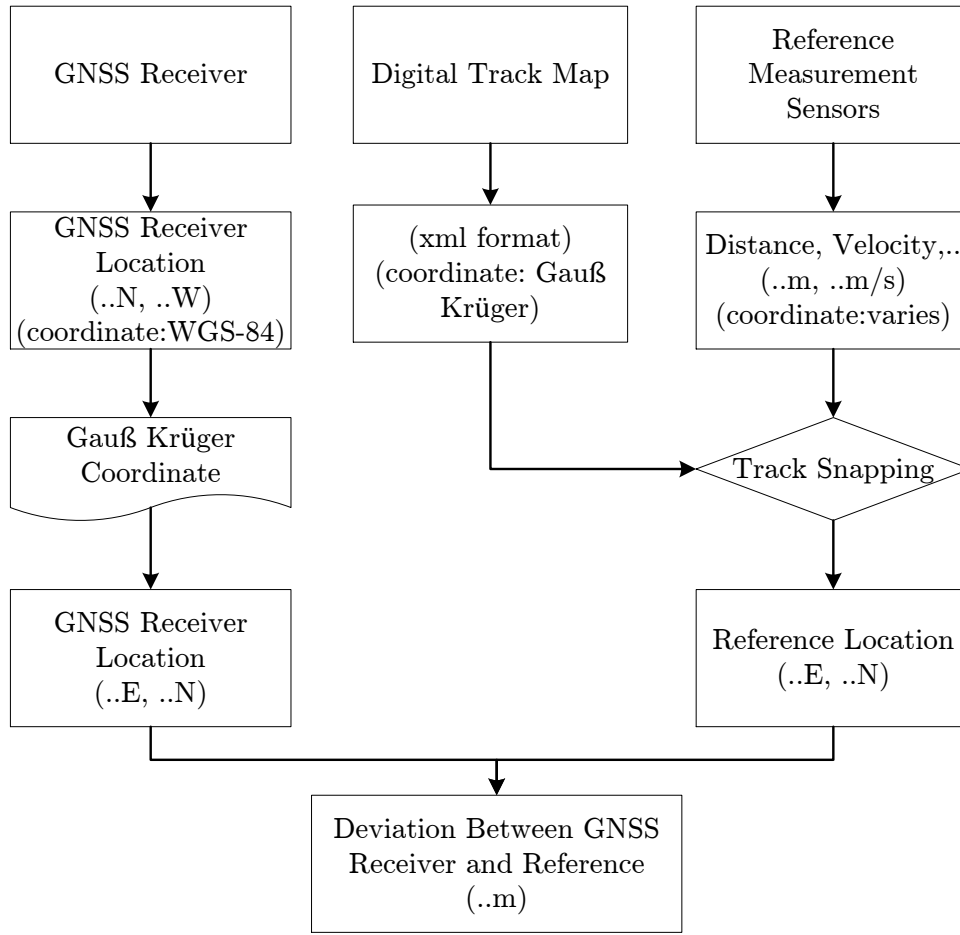 GNSS Receiver
Digital Track Map
Reference
Measurement
Sensors
GNSS Receiver
Location
(..N, ..W)
(coordinate:WGS-84)
(xml format)
(coordinate: Gauß
Krüger)
Distance, Velocity,..
(..m, ..m/s)
(coordinate:varies)
Gauß Krüger
Coordinate
Track Snapping
GNSS Receiver
Location
(..E, ..N)
Reference Location
(..E, ..N)
Deviation Between GNSS
Receiver and Reference
(..m)